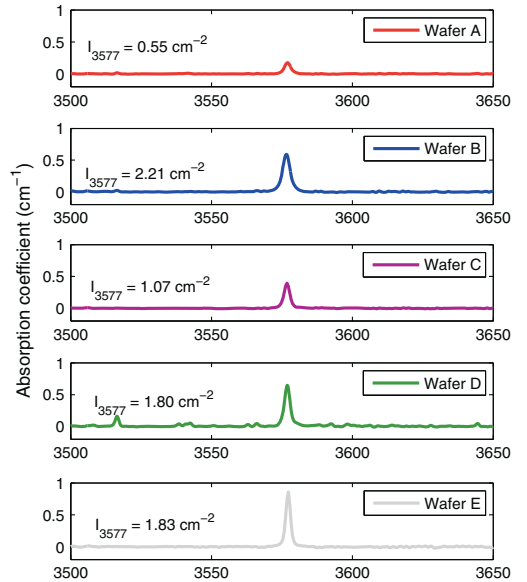 1
I3577 = 0.55 cm−2
Wafer A
0.5
0
3500 3550 3600 3650
1
Wafer B
0.5
I3577 = 2.21 cm−2
0
3500 3550 3600 3650
1
Wafer C
0.5
I3577 = 1.07 cm−2
0
3500 3550 3600 3650
1
Wafer D
0.5
I3577 = 1.80 cm−2
0
3500 3550 3600 3650
1
Wafer E
0.5
I3577 = 1.83 cm−2
0
3500 3550 3600 3650
Absorption coefficient (cm−1)